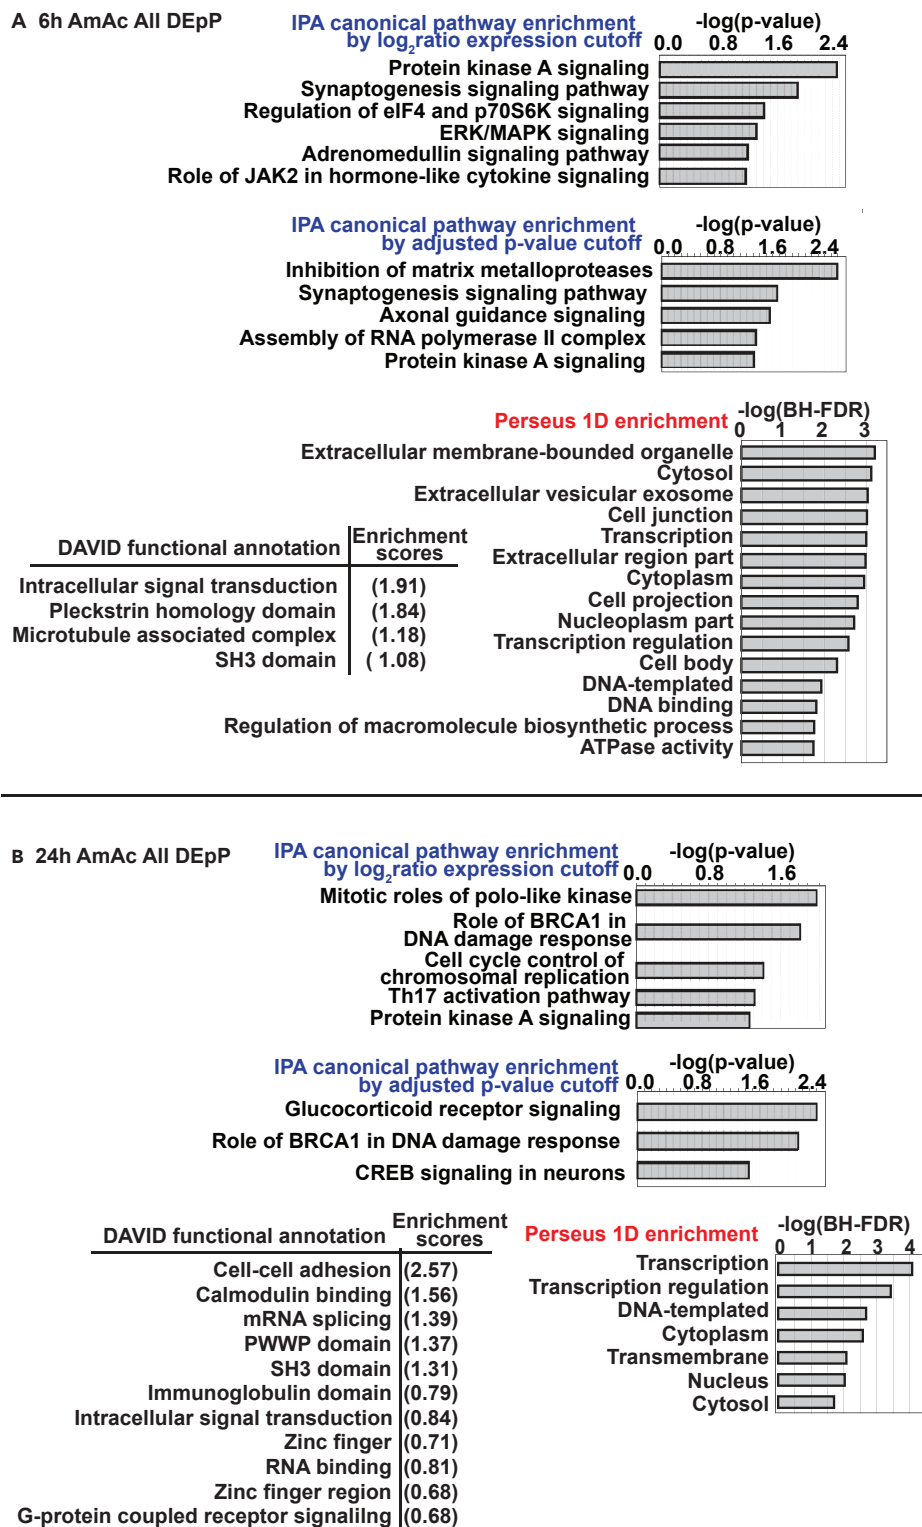 A 6h AmAc All DEpP
IPA canonical pathway enrichment
by log2ratio expression cutoff
-log(p-value)
0.0 0.8 1.6 2.4
Protein kinase A signaling
Synaptogenesis signaling pathway
Regulation of eIF4 and p70S6K signaling
ERK/MAPK signaling
Adrenomedullin signaling pathway
Role of JAK2 in hormone-like cytokine signaling
IPA canonical pathway enrichment
by adjusted p-value cutoff
-log(p-value)
0.0 0.8 1.6 2.4
Inhibition of matrix metalloproteases
Synaptogenesis signaling pathway
Axonal guidance signaling
Assembly of RNA polymerase II complex
Protein kinase A signaling
Perseus 1D enrichment
-log(BH-FDR)
0 1 2 3
Extracellular membrane-bounded organelle
Cytosol
Extracellular vesicular exosome
Cell junction
Transcription
Extracellular region part
Cytoplasm
Cell projection
Nucleoplasm part
Transcription regulation
Cell body
DNA-templated
DNA binding
Regulation of macromolecule biosynthetic process
ATPase activity
DAVID functional annotation
Enrichment
scores
Intracellular signal transduction (1.91)
Pleckstrin homology domain (1.84)
Microtubule associated complex (1.18)
SH3 domain ( 1.08)
B 24h AmAc All DEpP
IPA canonical pathway enrichment
by log2ratio expression cutoff
-log(p-value)
0.0 0.8 1.6
Mitotic roles of polo-like kinase
Role of BRCA1 in
DNA damage response
Cell cycle control of
chromosomal replication
Th17 activation pathway
Protein kinase A signaling
IPA canonical pathway enrichment
by adjusted p-value cutoff
-log(p-value)
0.0 0.8 1.6 2.4
Glucocorticoid receptor signaling
Role of BRCA1 in DNA damage response
CREB signaling in neurons
DAVID functional annotation
Enrichment
scores
Cell-cell adhesion (2.57)
Calmodulin binding (1.56)
mRNA splicing (1.39)
PWWP domain (1.37)
SH3 domain (1.31)
Immunoglobulin domain (0.79)
Intracellular signal transduction (0.84)
Zinc finger (0.71)
RNA binding (0.81)
Zinc finger region (0.68)
G-protein coupled receptor signalilng (0.68)
Perseus 1D enrichment
-log(BH-FDR)
0 1 2 3 4
Transcription
Transcription regulation
DNA-templated
Cytoplasm
Transmembrane
Nucleus
Cytosol